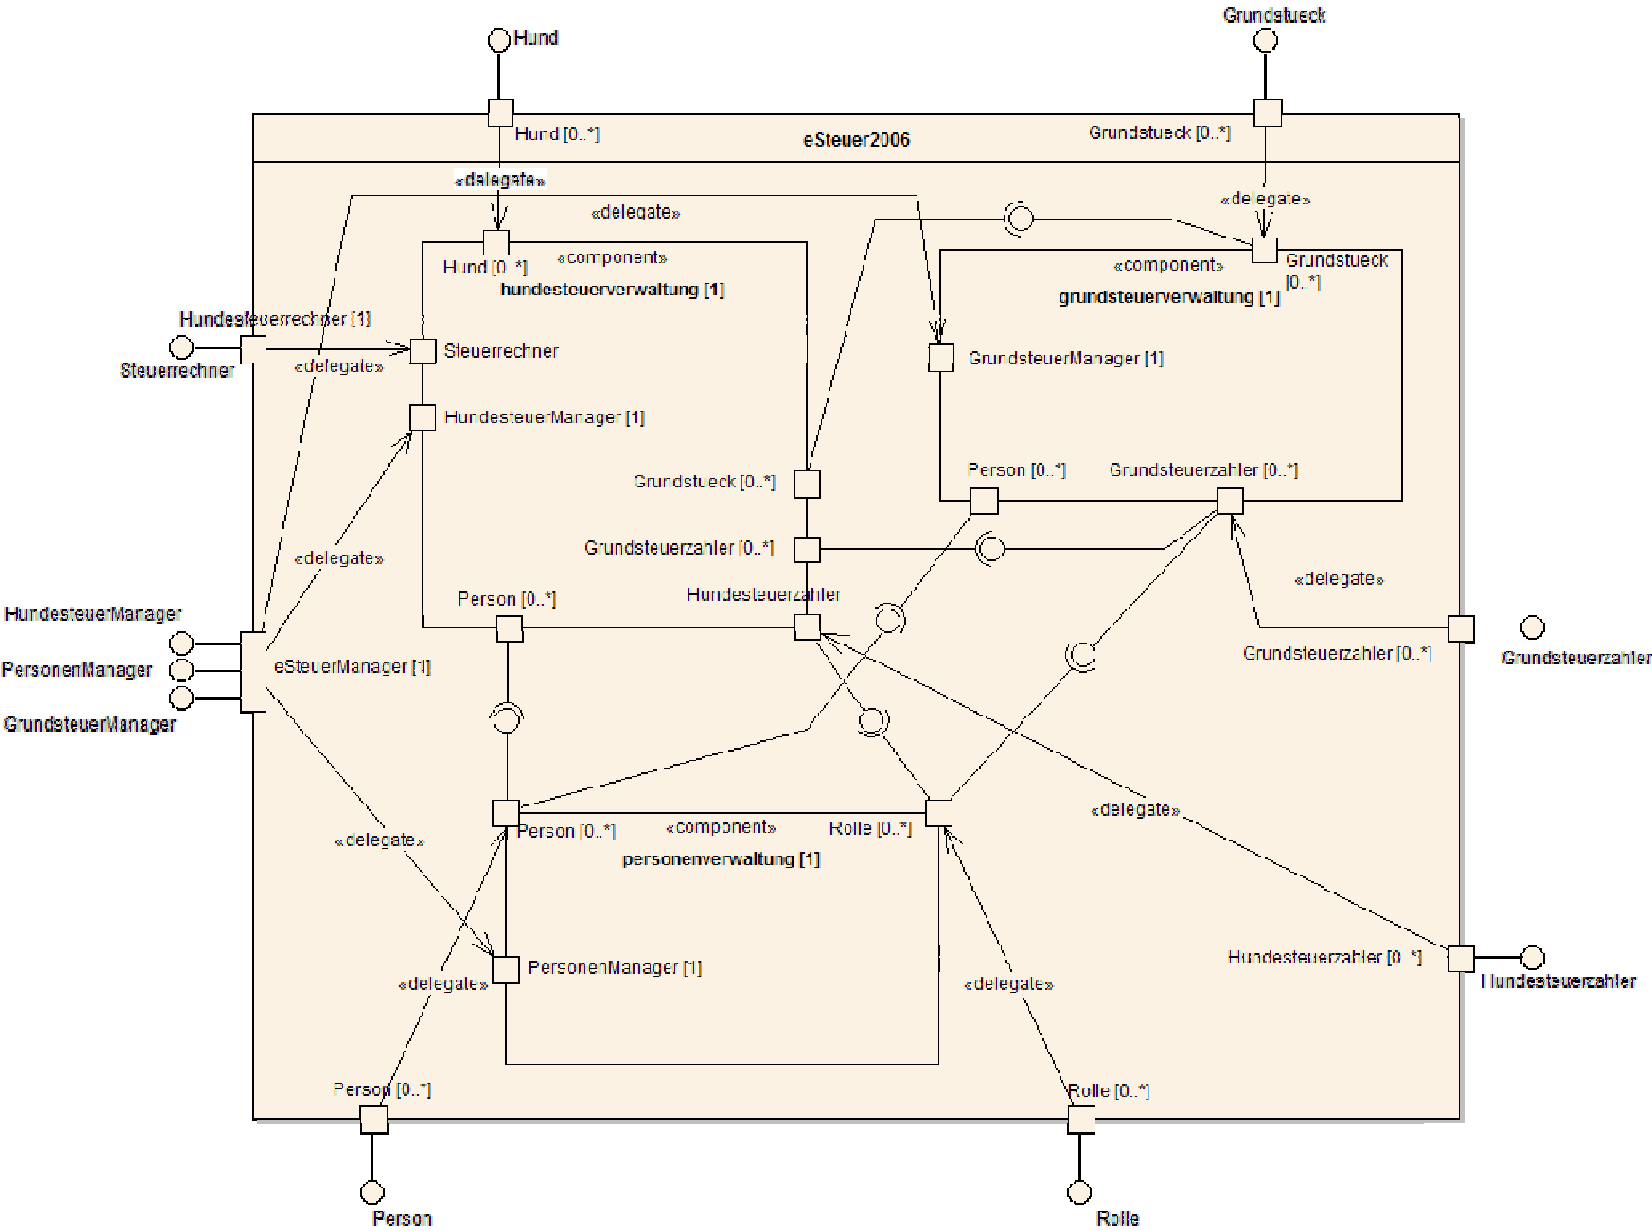 Grundstueck
Hund
Hund [0..*]
Grundstueck [0..*]
eSteuer2006
«delegate»
«delegate»
«delegate»
Hund [0..*]
«component»
hundesteuerverwaltung [1]
«component»
Grundstueck
[0..*]
grundsteuerverwaltung [1]
Hundesteuerrechner [1]
Steuerrechner
«delegate»
Steuerrechner
GrundsteuerManager [1]
HundesteuerManager [1]
Grundstueck [0..*]
Person [0..*]
Grundsteuerzahler [0..*]
«delegate»
Grundsteuerzahler [0..*]
«delegate»
Person [0..*]
Hundesteuerzahler
HundesteuerManager
PersonenManager
GrundsteuerManager
eSteuerManager [1]
Grundsteuerzahler [0..*]
Grundsteuerzahler
«delegate»
Person [0..*]
«component»
Rolle [0..*]
personenverwaltung [1]
«delegate»
PersonenManager [1]
Hundesteuerzahler [0..*]
Hundesteuerzahler
«delegate»
«delegate»
Person [0..*]
Rolle [0..*]
Person
Rolle